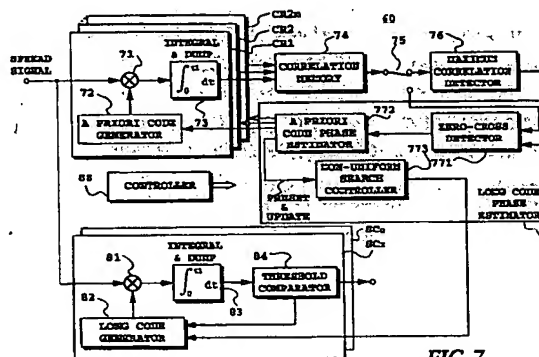 CR2n
CR2
CR1
SPREAD
SIGNAL
71
INTEGRAL
& DUMP
∫₀ᵗ¹ dt
73
72
A PRIORI CODE
GENERATOR
74
CORRELATION
MEMORY
60
75
76
MAXIMUM
CORRELATION
DETECTOR
772
A PRIORI
CODE PHASE
ESTIMATOR
ZERO-CROSS
DETECTOR
771
773
NON-UNIFORM
SEARCH
CONTROLLER
PRESET
&
UPDATE
88
CONTROLLER
LONG CODE
PHASE
ESTIMATOR
81
INTEGRAL
& DUMP
dt
83
84
THRESHOLD
COMPARATOR
82
LONG CODE
GENERATOR
FIG. 7